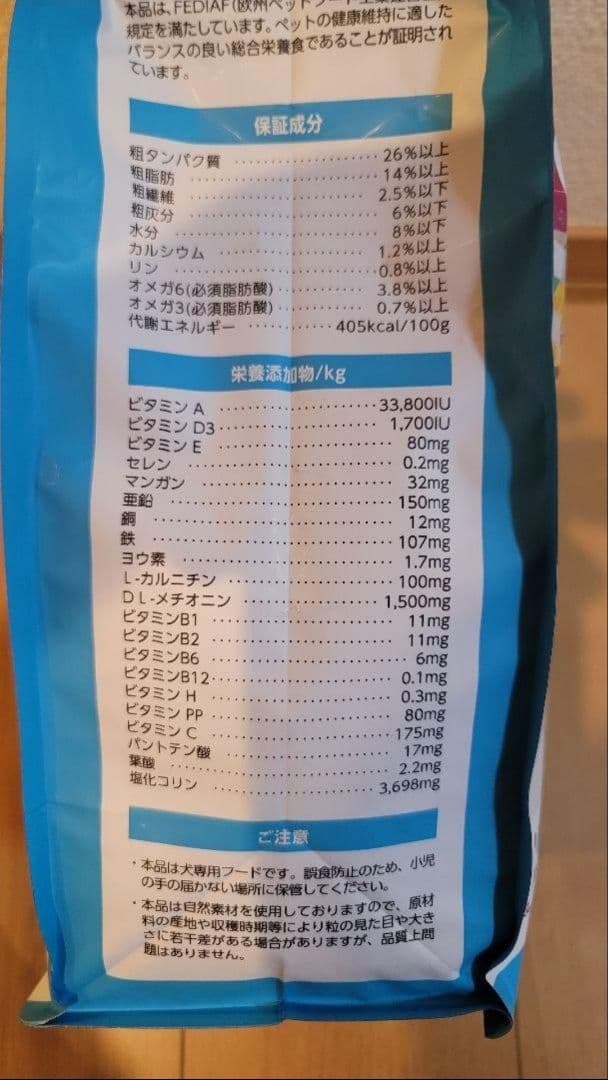 本品は、FEDIAF(欧州ペットフード
規定を満たしています。ペットの健康維持に適した
バランスの良い総合栄養食であることが証明され
ています。
保証成分
粗タンパク質 ・・・・・・・・・・・・ 26%以上
粗脂肪 ・・・・・・・・・・・・ 14%以上
粗繊維 ・・・・・・・・・・・・ 2.5%以下
粗灰分 ・・・・・・・・・・・・ 6%以下
水分 ・・・・・・・・・・・・ 8%以下
カルシウム ・・・・・・・・・・・・ 1.2%以上
リン ・・・・・・・・・・・・ 0.8%以上
オメガ6(必須脂肪酸) ・・・・・・・・ 3.8%以上
オメガ3(必須脂肪酸) ・・・・・・・・ 0.7%以上
代謝エネルギー ・・・・・・・・ 405kcal/100g
栄養添加物/kg
ビタミン A ・・・・・・・・・・・・ 33,800IU
ビタミン D3 ・・・・・・・・・・・・ 1,700IU
ビタミン E ・・・・・・・・・・・・ 80mg
セレン ・・・・・・・・・・・・ 0.2mg
マンガン ・・・・・・・・・・・・ 32mg
亜鉛 ・・・・・・・・・・・・ 150mg
銅 ・・・・・・・・・・・・ 12mg
鉄 ・・・・・・・・・・・・ 107mg
ヨウ素 ・・・・・・・・・・・・ 1.7mg
L-カルニチン ・・・・・・・・・・・・ 100mg
DL-メチオニン ・・・・・・・・・・・・ 1,500mg
ビタミンB1 ・・・・・・・・・・・・ 11mg
ビタミンB2 ・・・・・・・・・・・・ 11mg
ビタミンB6 ・・・・・・・・・・・・ 6mg
ビタミンB12 ・・・・・・・・・・・・ 0.1mg
ビタミン H ・・・・・・・・・・・・ 0.3mg
ビタミン PP ・・・・・・・・・・・・ 80mg
ビタミン C ・・・・・・・・・・・・ 175mg
パントテン酸 ・・・・・・・・・・・・ 17mg
葉酸 ・・・・・・・・・・・・ 2.2mg
塩化コリン ・・・・・・・・・・・・ 3,698mg
ご注意
・本品は犬専用フードです。誤食防止のため、小児
の手の届かない場所に保管してください。
・本品は自然素材を使用しておりますので、原材
料の産地や収穫時期等により粒の見た目や大き
さに若干差がある場合がありますが、品質上問
題はありません。